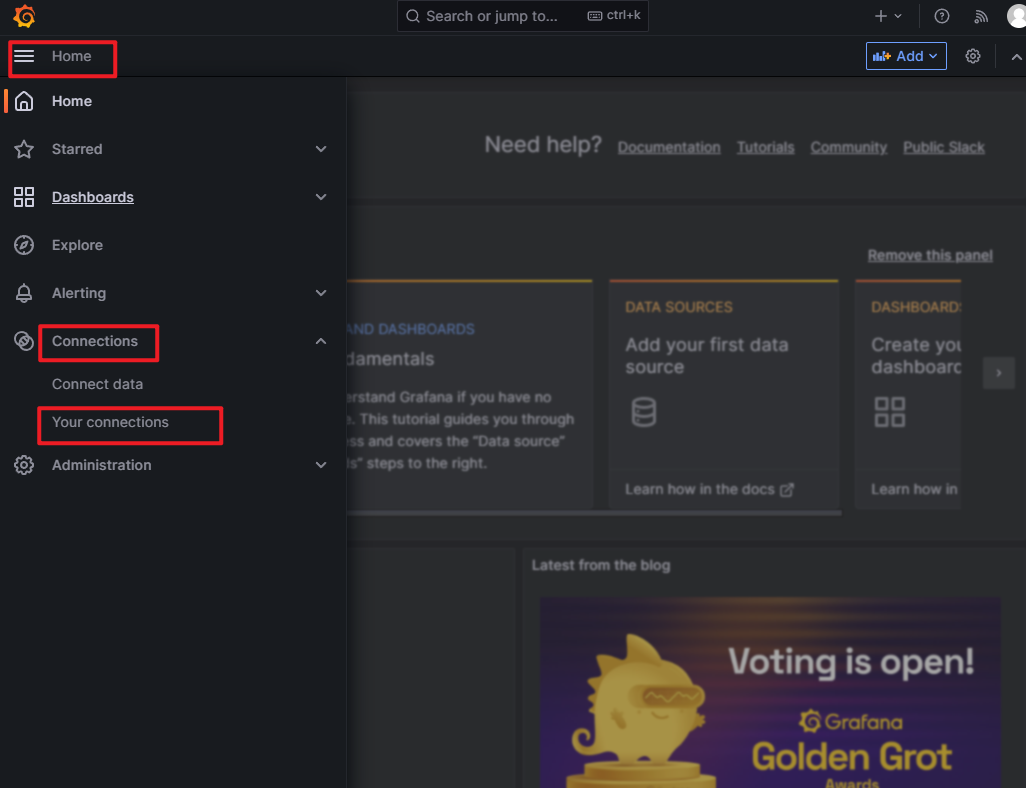 Search or jump to...
ctrl+k
Home
Add
Home
Starred
Dashboards
Explore
Alerting
Connections
Connect data
Your connections
Administration
Need help?
Documentation
Tutorials
Community
Public Slack
Remove this panel
AND DASHBOARDS
damentals
erstand Grafana if you have no
e. This tutorial guides you through
ess and covers the "Data source"
ls" steps to the right.
DATA SOURCES
Add your first data
source
Learn how in the docs
DASHBOARDS
Create you
dashboard
Learn how in
Latest from the blog
Voting is open!
Grafana
Golden Grot
Awards